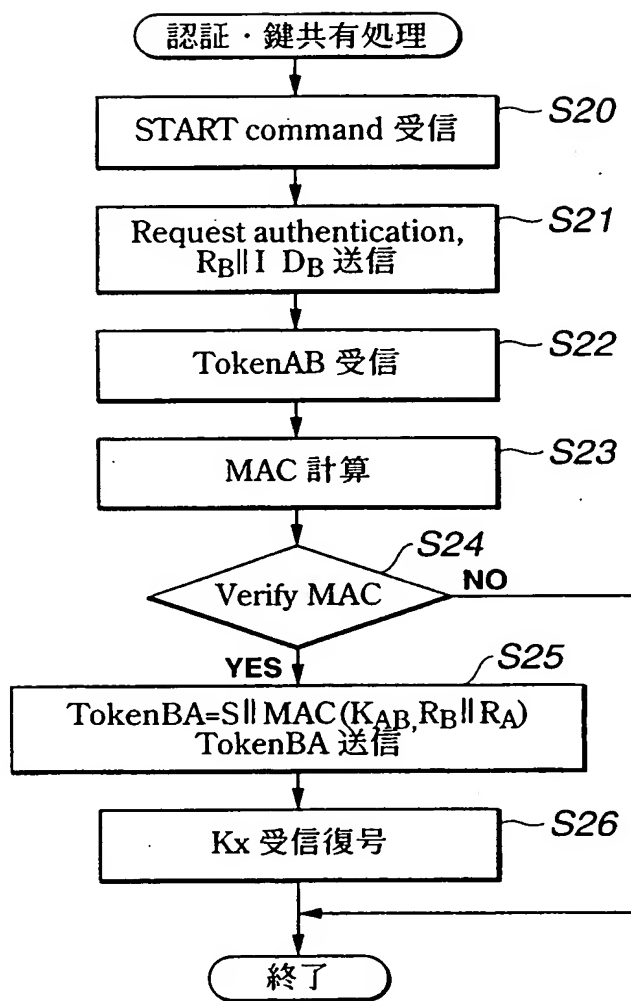 認証・鍵共有処理
S20
START command 受信
S21
Request authentication,
RB||I DB 送信
S22
TokenAB 受信
S23
MAC 計算
S24
Verify MAC
NO
YES
S25
TokenBA=S||MAC(KAB,RB||RA)
TokenBA 送信
S26
Kx 受信復号
終了